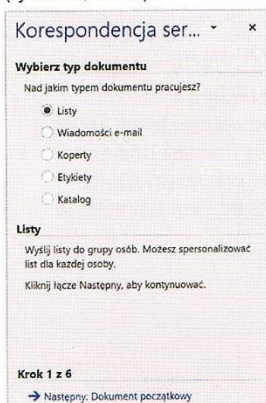 Korespondencja ser...
Wybierz typ dokumentu
Nad jakim typem dokumentu pracujesz?
Listy
Wiadomości e-mail
Koperty
Etykiety
Katalog
Listy
Wyślij listy do grupy osób. Możesz spersonalizować
list dla każdej osoby.
Kliknij łącze Następny, aby kontynuować.
Krok 1 z 6
Następny: Dokument początkowy